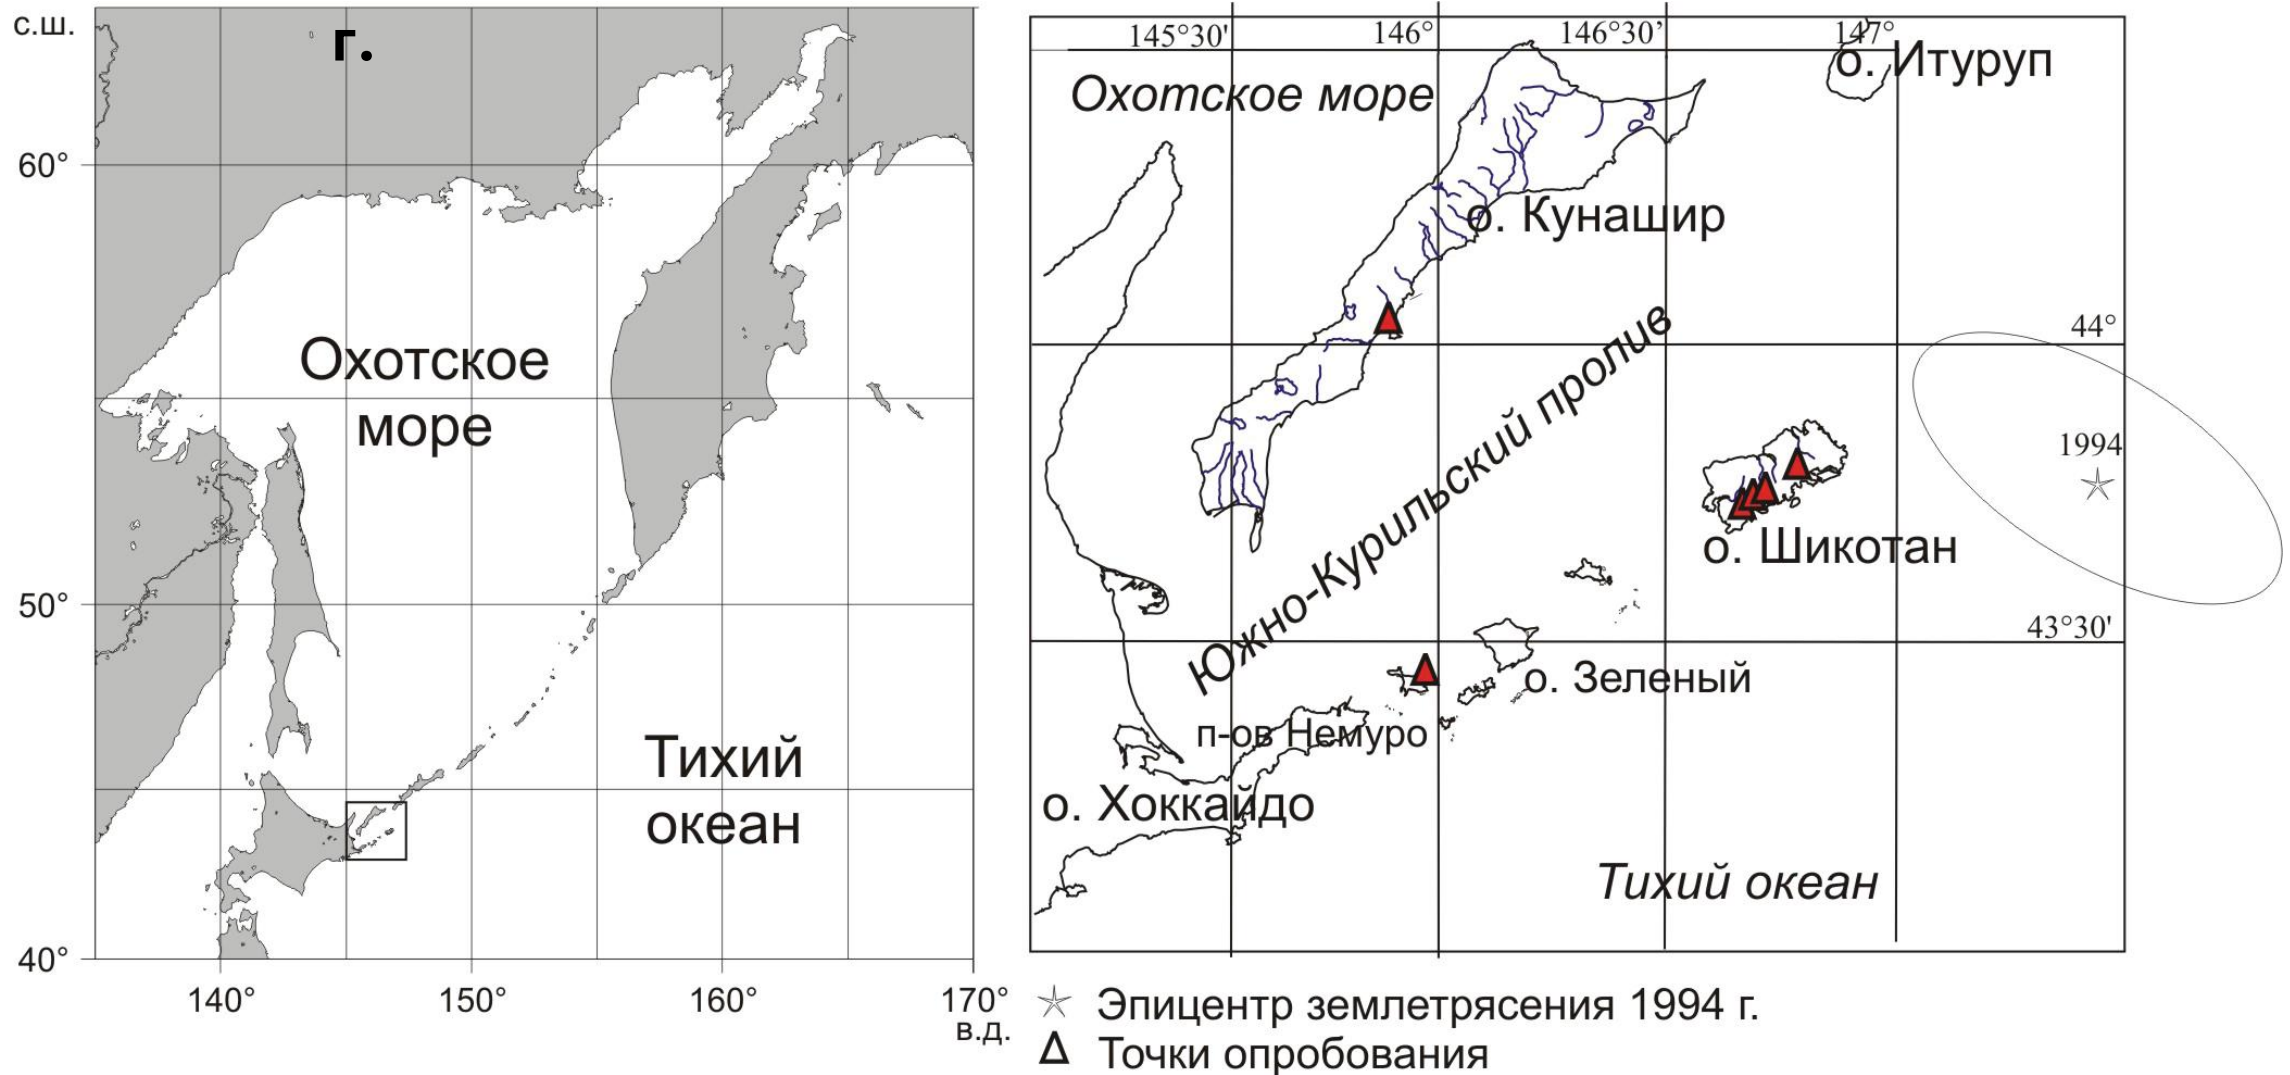 с.ш.
г.
60°
Охотское
море
50°
Тихий
океан
40°
140°
150°
160°
170°
в.д.
145°30'
146°
146°30’
147°
о. Итуруп
Охотское море
о. Кунашир
44°
Южно-Курильский пролив
1994
о. Шикотан
43°30'
о. Зеленый
п-ов Немуро
о. Хоккайдо
Тихий океан
Эпицентр землетрясения 1994 г.
Точки опробования